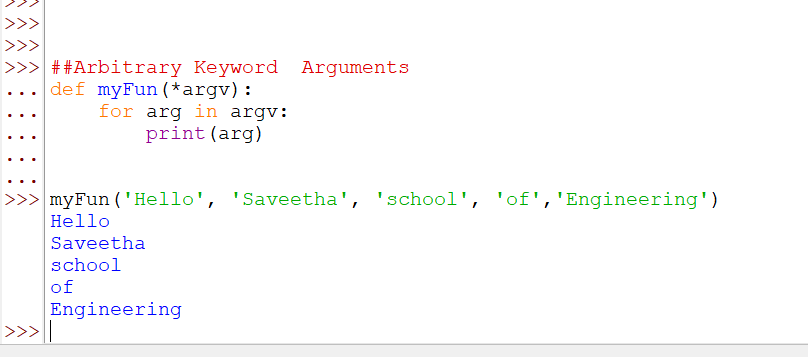 >>>
>>>
>>>
>>> ##Arbitrary Keyword  Arguments
... def myFun(*argv):
...     for arg in argv:
...         print(arg)
...
...
>>> myFun('Hello', 'Saveetha', 'school', 'of','Engineering')
Hello
Saveetha
school
of
Engineering
>>>